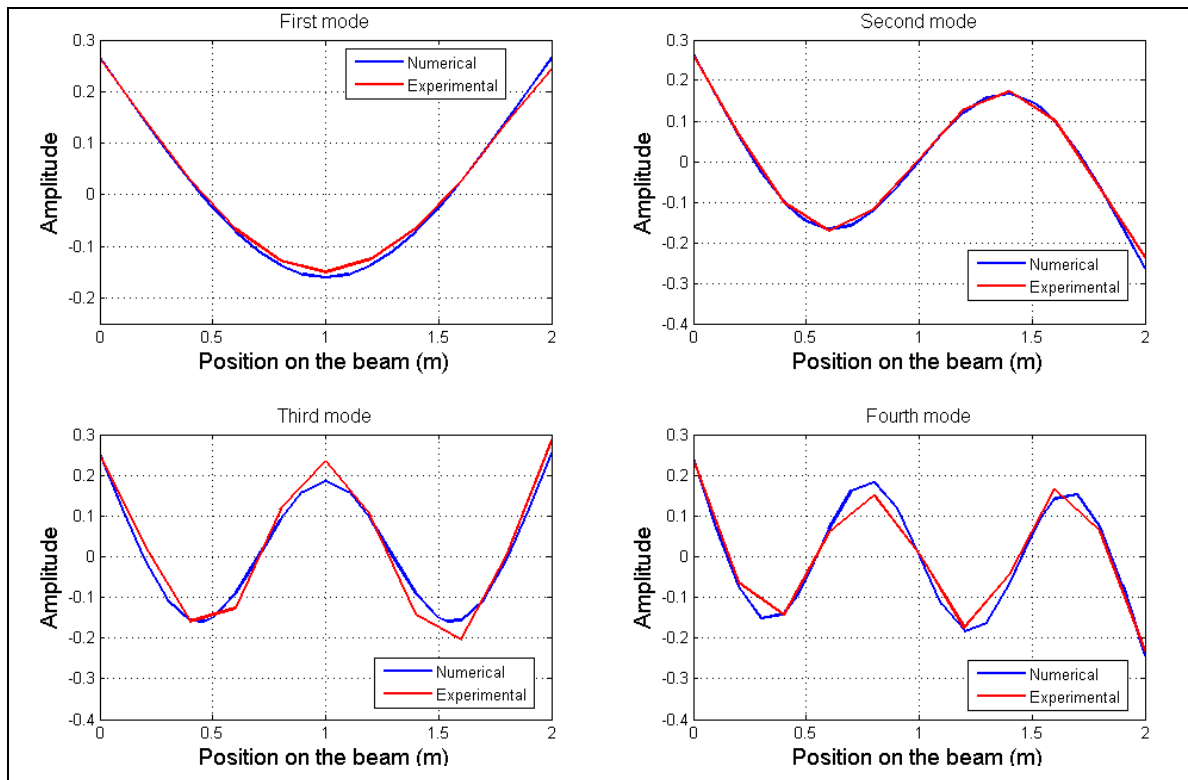 First mode
0.3
0.2
0.1
0
-0.1
-0.2
0
0.5
1
1.5
2
Amplitude
Position on the beam (m)
Numerical
Experimental
Second mode
0.3
0.2
0.1
0
-0.1
-0.2
-0.3
-0.4
0
0.5
1
1.5
2
Amplitude
Position on the beam (m)
Numerical
Experimental
Third mode
0.3
0.2
0.1
0
-0.1
-0.2
-0.3
-0.4
0
0.5
1
1.5
2
Amplitude
Position on the beam (m)
Numerical
Experimental
Fourth mode
0.3
0.2
0.1
0
-0.1
-0.2
-0.3
-0.4
0
0.5
1
1.5
2
Amplitude
Position on the beam (m)
Numerical
Experimental